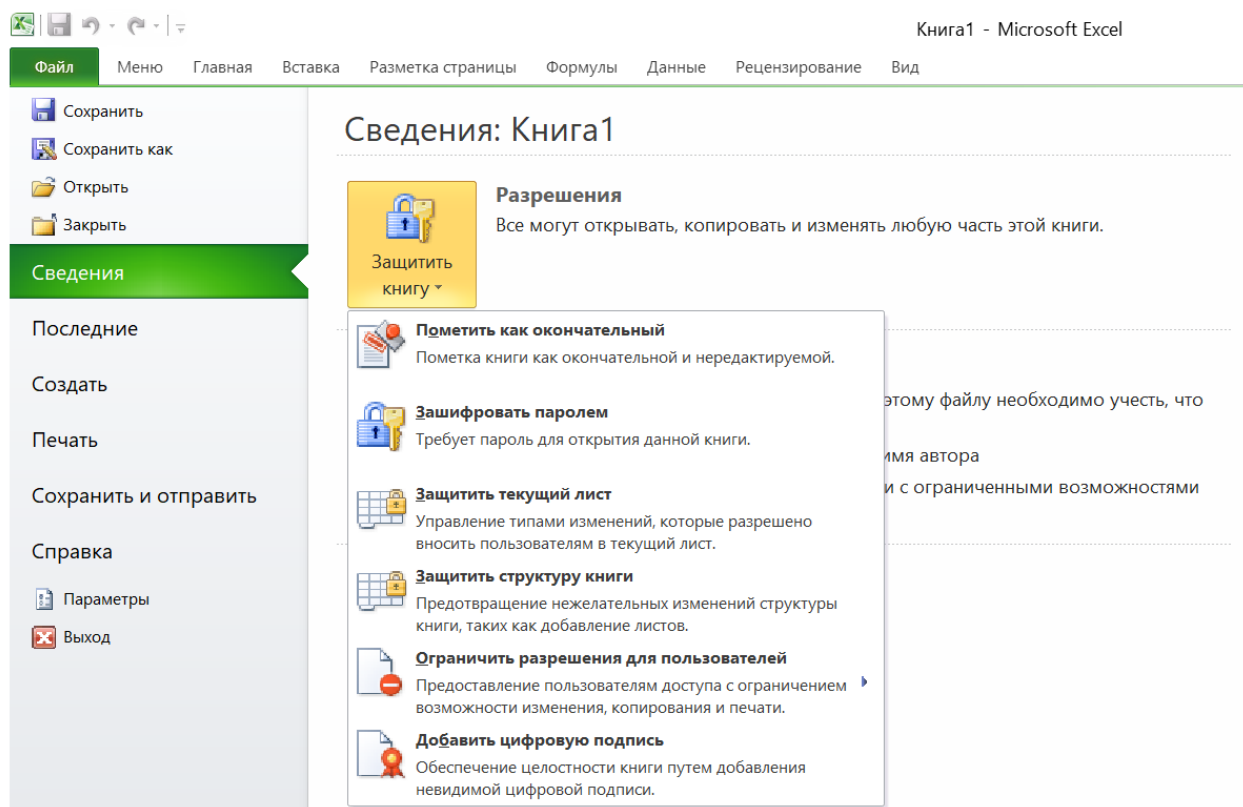 Книга1 - Microsoft Excel
Файл Меню Главная Вставка Разметка страницы Формулы Данные Рецензирование Вид
Сохранить
Сохранить как
Открыть
Закрыть
Сведения
Последние
Создать
Печать
Сохранить и отправить
Справка
Параметры
Выход
Сведения: Книга1
Защитить
книгу
Разрешения
Все могут открывать, копировать и изменять любую часть этой книги.
Пометить как окончательный
Пометка книги как окончательной и нередактируемой.
Зашифровать паролем
Требует пароль для открытия данной книги.
Защитить текущий лист
Управление типами изменений, которые разрешено
вносить пользователям в текущий лист.
Защитить структуру книги
Предотвращение нежелательных изменений структуры
книги, таких как добавление листов.
Ограничить разрешения для пользователей
Предоставление пользователям доступа с ограничением
возможности изменения, копирования и печати.
Добавить цифровую подпись
Обеспечение целостности книги путем добавления
невидимой цифровой подписи.
этому файлу необходимо учесть, что
имя автора
и с ограниченными возможностями